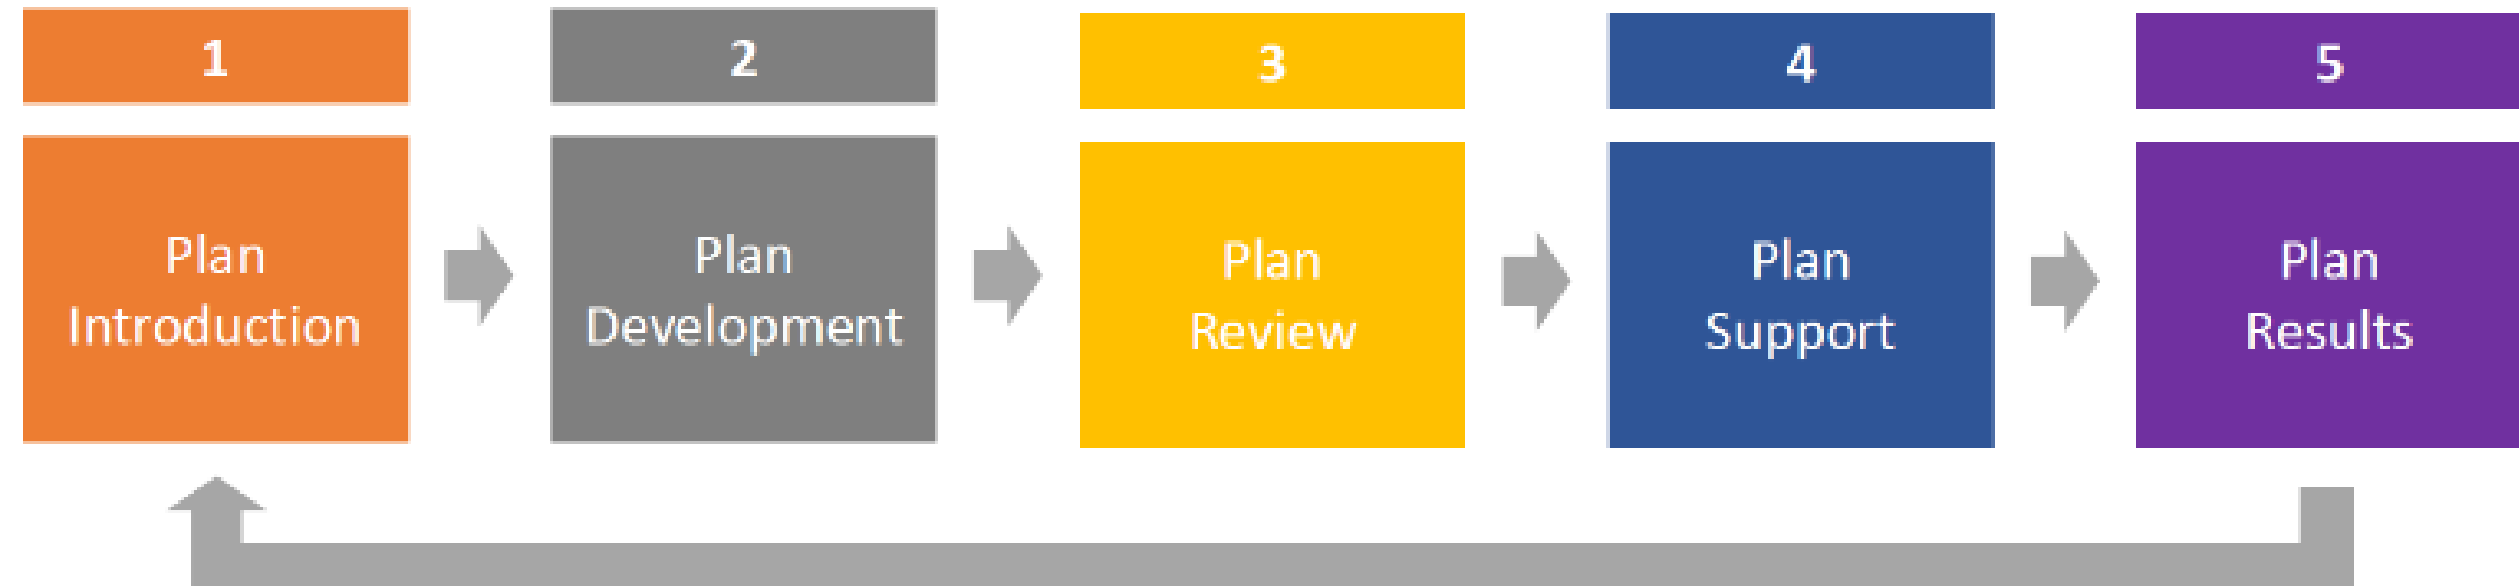 1
2
3
4
5
Plan
Introduction
Plan
Development
Plan
Review
Plan
Support
Plan
Results